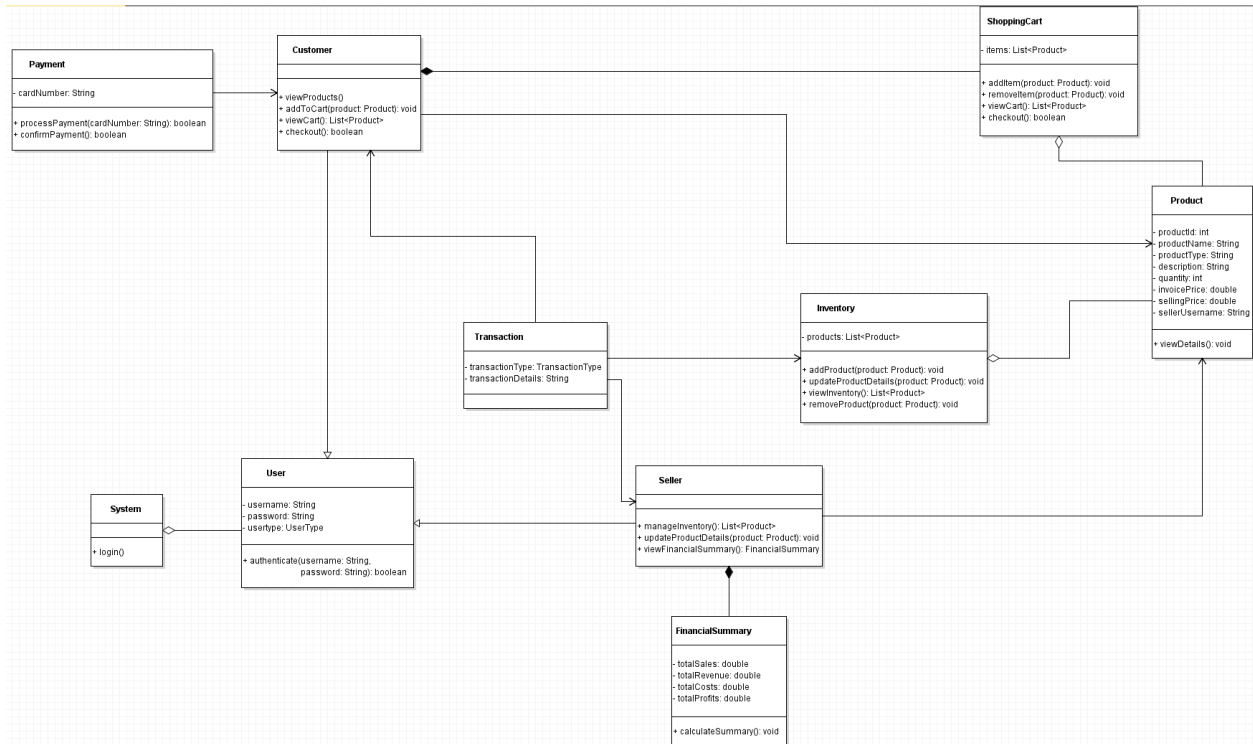 Payment
- cardNumber: String
+ processPayment(cardNumber: String): boolean
+ confirmPayment(): boolean
Customer
+ viewProducts()
+ addToCart(product: Product): void
+ viewCart(): List<Product>
+ checkout(): boolean
ShoppingCart
- items: List<Product>
+ addItem(product: Product): void
+ removeItem(product: Product): void
+ viewCart(): List<Product>
+ checkout(): boolean
Product
- productId: int
- productName: String
- productType: String
- description: String
- quantity: int
- invoicePrice: double
- sellingPrice: double
- sellerUsername: String
+ viewDetails(): void
Inventory
- products: List<Product>
+ addProduct(product: Product): void
+ updateProductDetails(product: Product): void
+ viewInventory(): List<Product>
+ removeProduct(product: Product): void
Transaction
- transactionType: TransactionType
- transactionDetails: String
User
- username: String
- password: String
- usertype: UserType
+ authenticate(username: String,
password: String): boolean
System
+ login()
Seller
+ manageInventory(): List<Product>
+ updateProductDetails(product: Product): void
+ viewFinancialSummary(): FinancialSummary
FinancialSummary
- totalSales: double
- totalRevenue: double
- totalCosts: double
- totalProfits: double
+ calculateSummary(): void